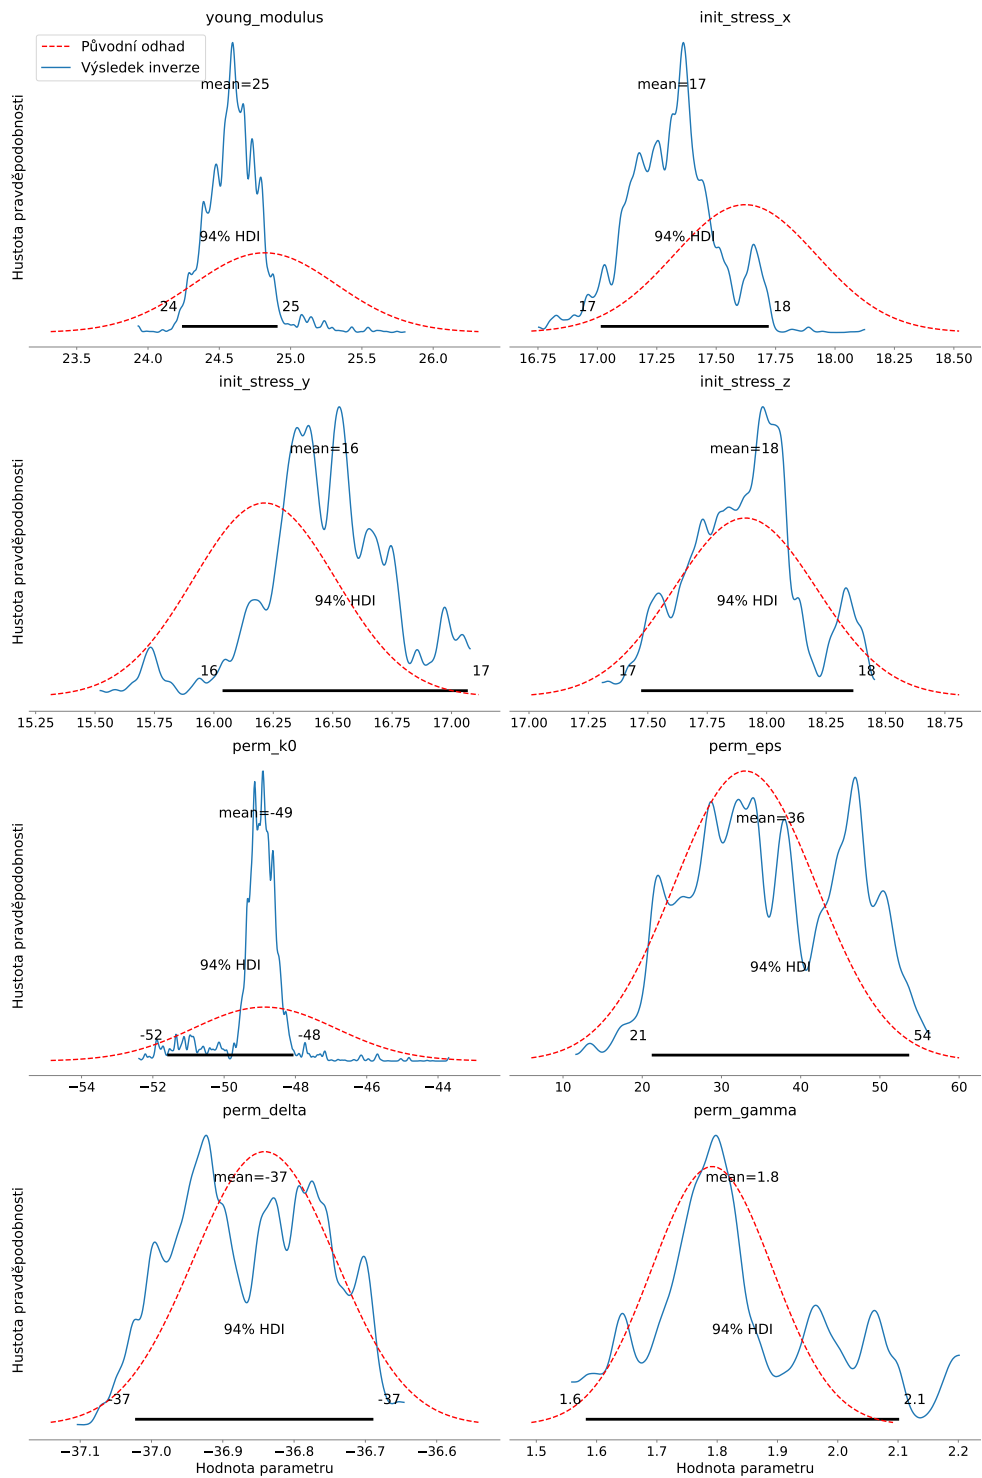 young_modulus
Původní odhad
Výsledek inverze
mean=25
94% HDI
24
25
Hustota pravděpodobnosti
23.5 24.0 24.5 25.0 25.5 26.0
init_stress_x
mean=17
94% HDI
17
18
16.75 17.00 17.25 17.50 17.75 18.00 18.25 18.50
init_stress_y
mean=16
94% HDI
16
17
Hustota pravděpodobnosti
15.25 15.50 15.75 16.00 16.25 16.50 16.75 17.00
init_stress_z
mean=18
94% HDI
17
18
17.00 17.25 17.50 17.75 18.00 18.25 18.50 18.75
perm_k0
mean=-49
94% HDI
-52
-48
Hustota pravděpodobnosti
−54 −52 −50 −48 −46 −44
perm_eps
mean=36
94% HDI
21
54
10 20 30 40 50 60
perm_delta
mean=-37
94% HDI
-37
-37
Hustota pravděpodobnosti
−37.1 −37.0 −36.9 −36.8 −36.7 −36.6
Hodnota parametru
perm_gamma
mean=1.8
94% HDI
1.6
2.1
1.5 1.6 1.7 1.8 1.9 2.0 2.1 2.2
Hodnota parametru